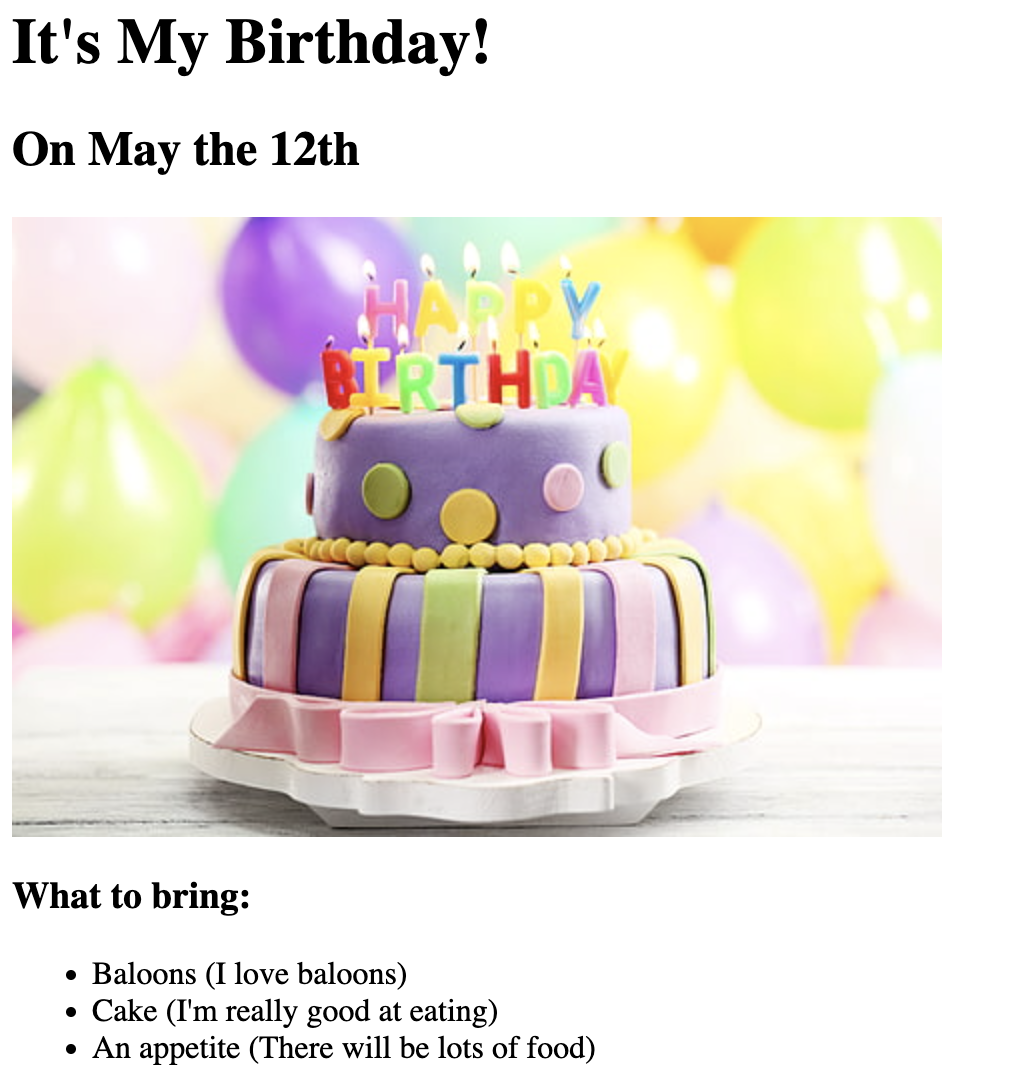 It's My Birthday!
On May the 12th
HAPPY
BIRTHDAY
What to bring:
Baloons (I love baloons)
Cake (I'm really good at eating)
An appetite (There will be lots of food)